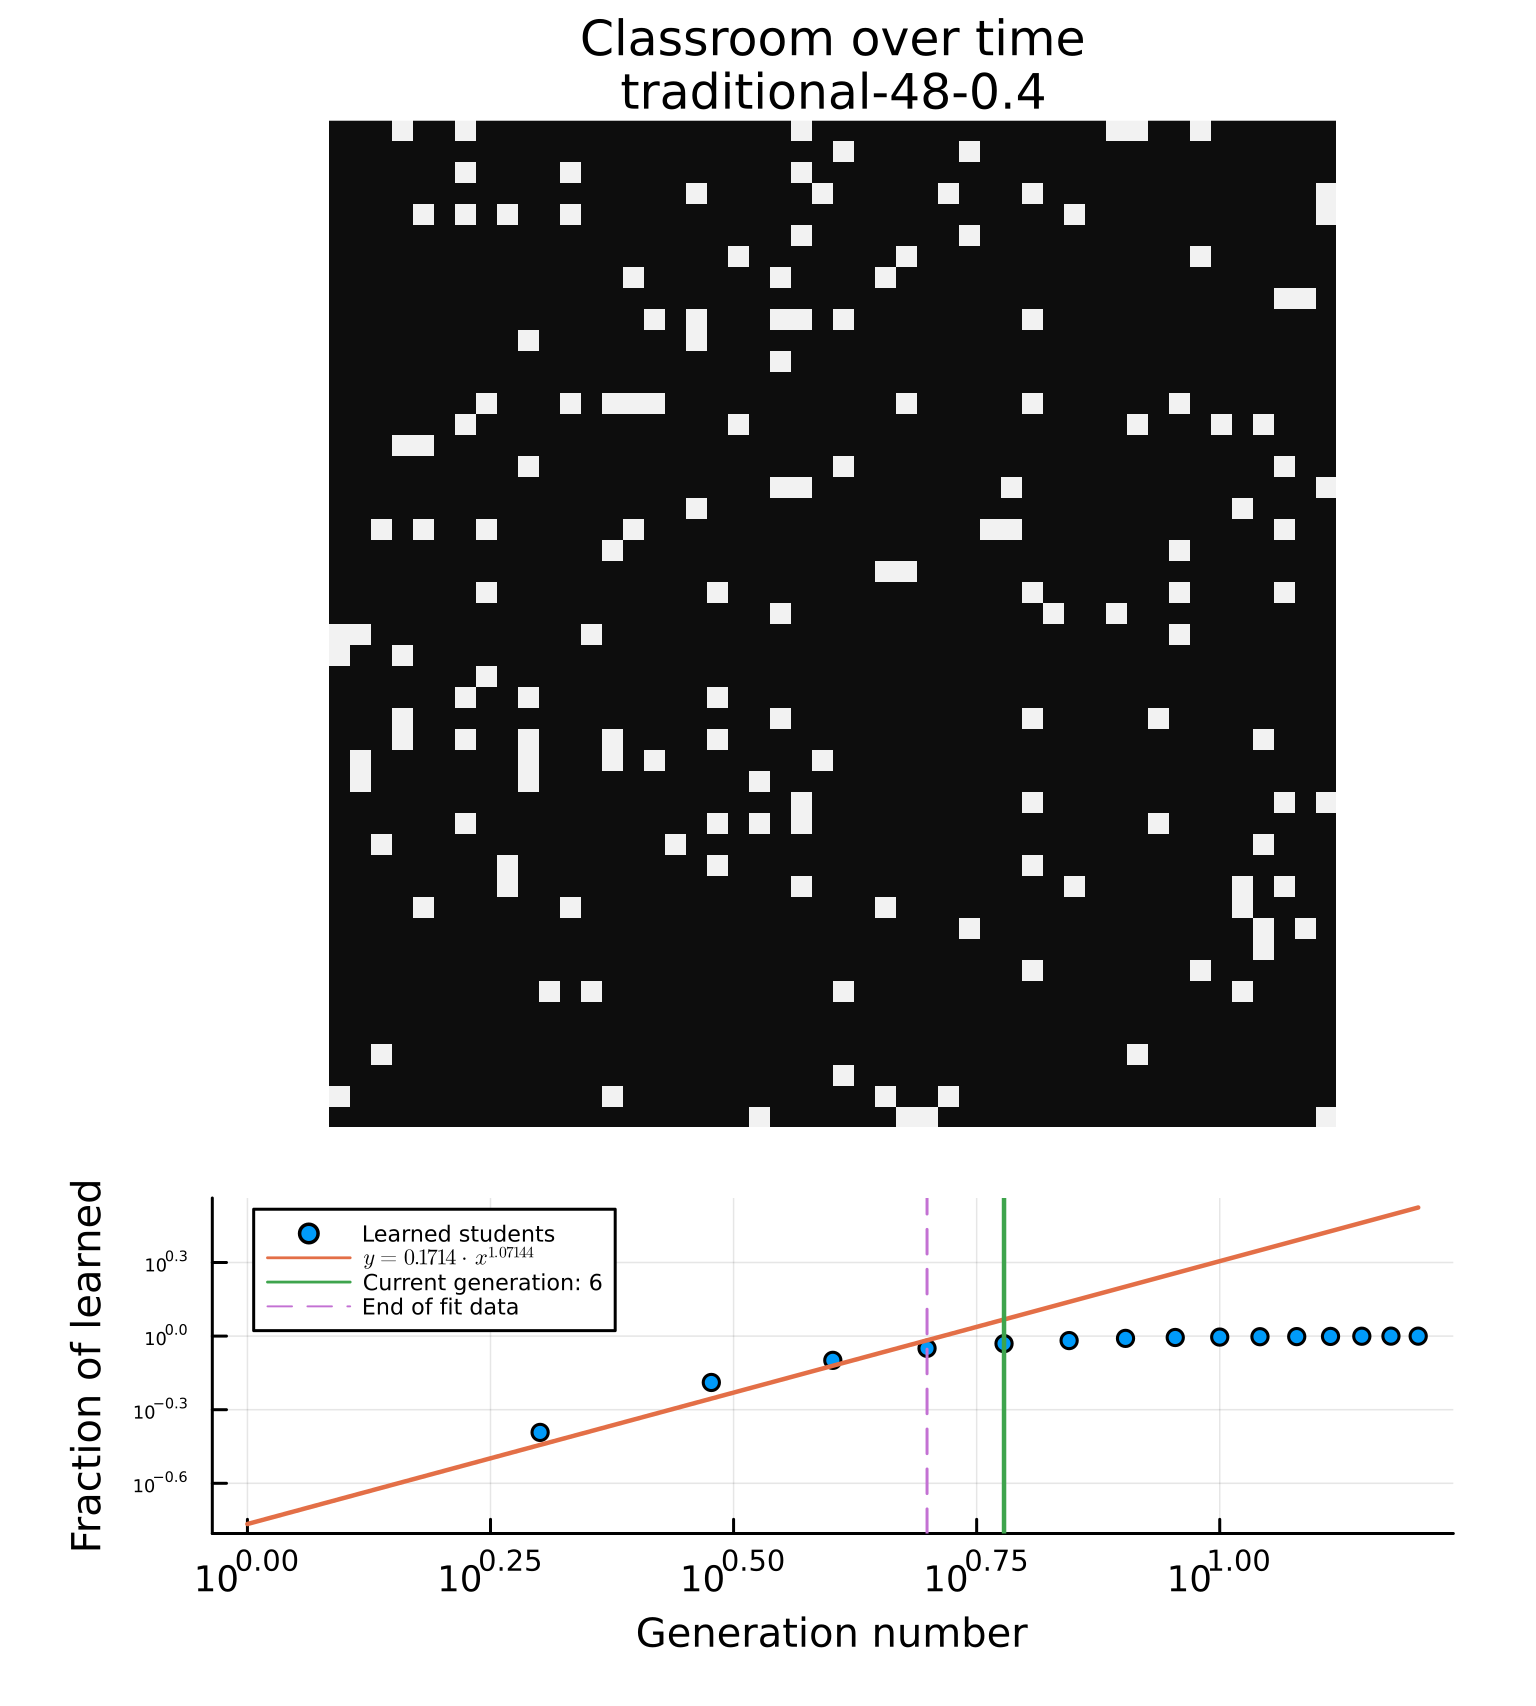 Classroom over time
traditional-48-0.4
Fraction of learned
10^0.3
10^0.0
10^−0.3
10^−0.6
Learned students
y = 0.1714 · x^1.07144
Current generation: 6
End of fit data
10^0.00 10^0.25 10^0.50 10^0.75 10^1.00
Generation number